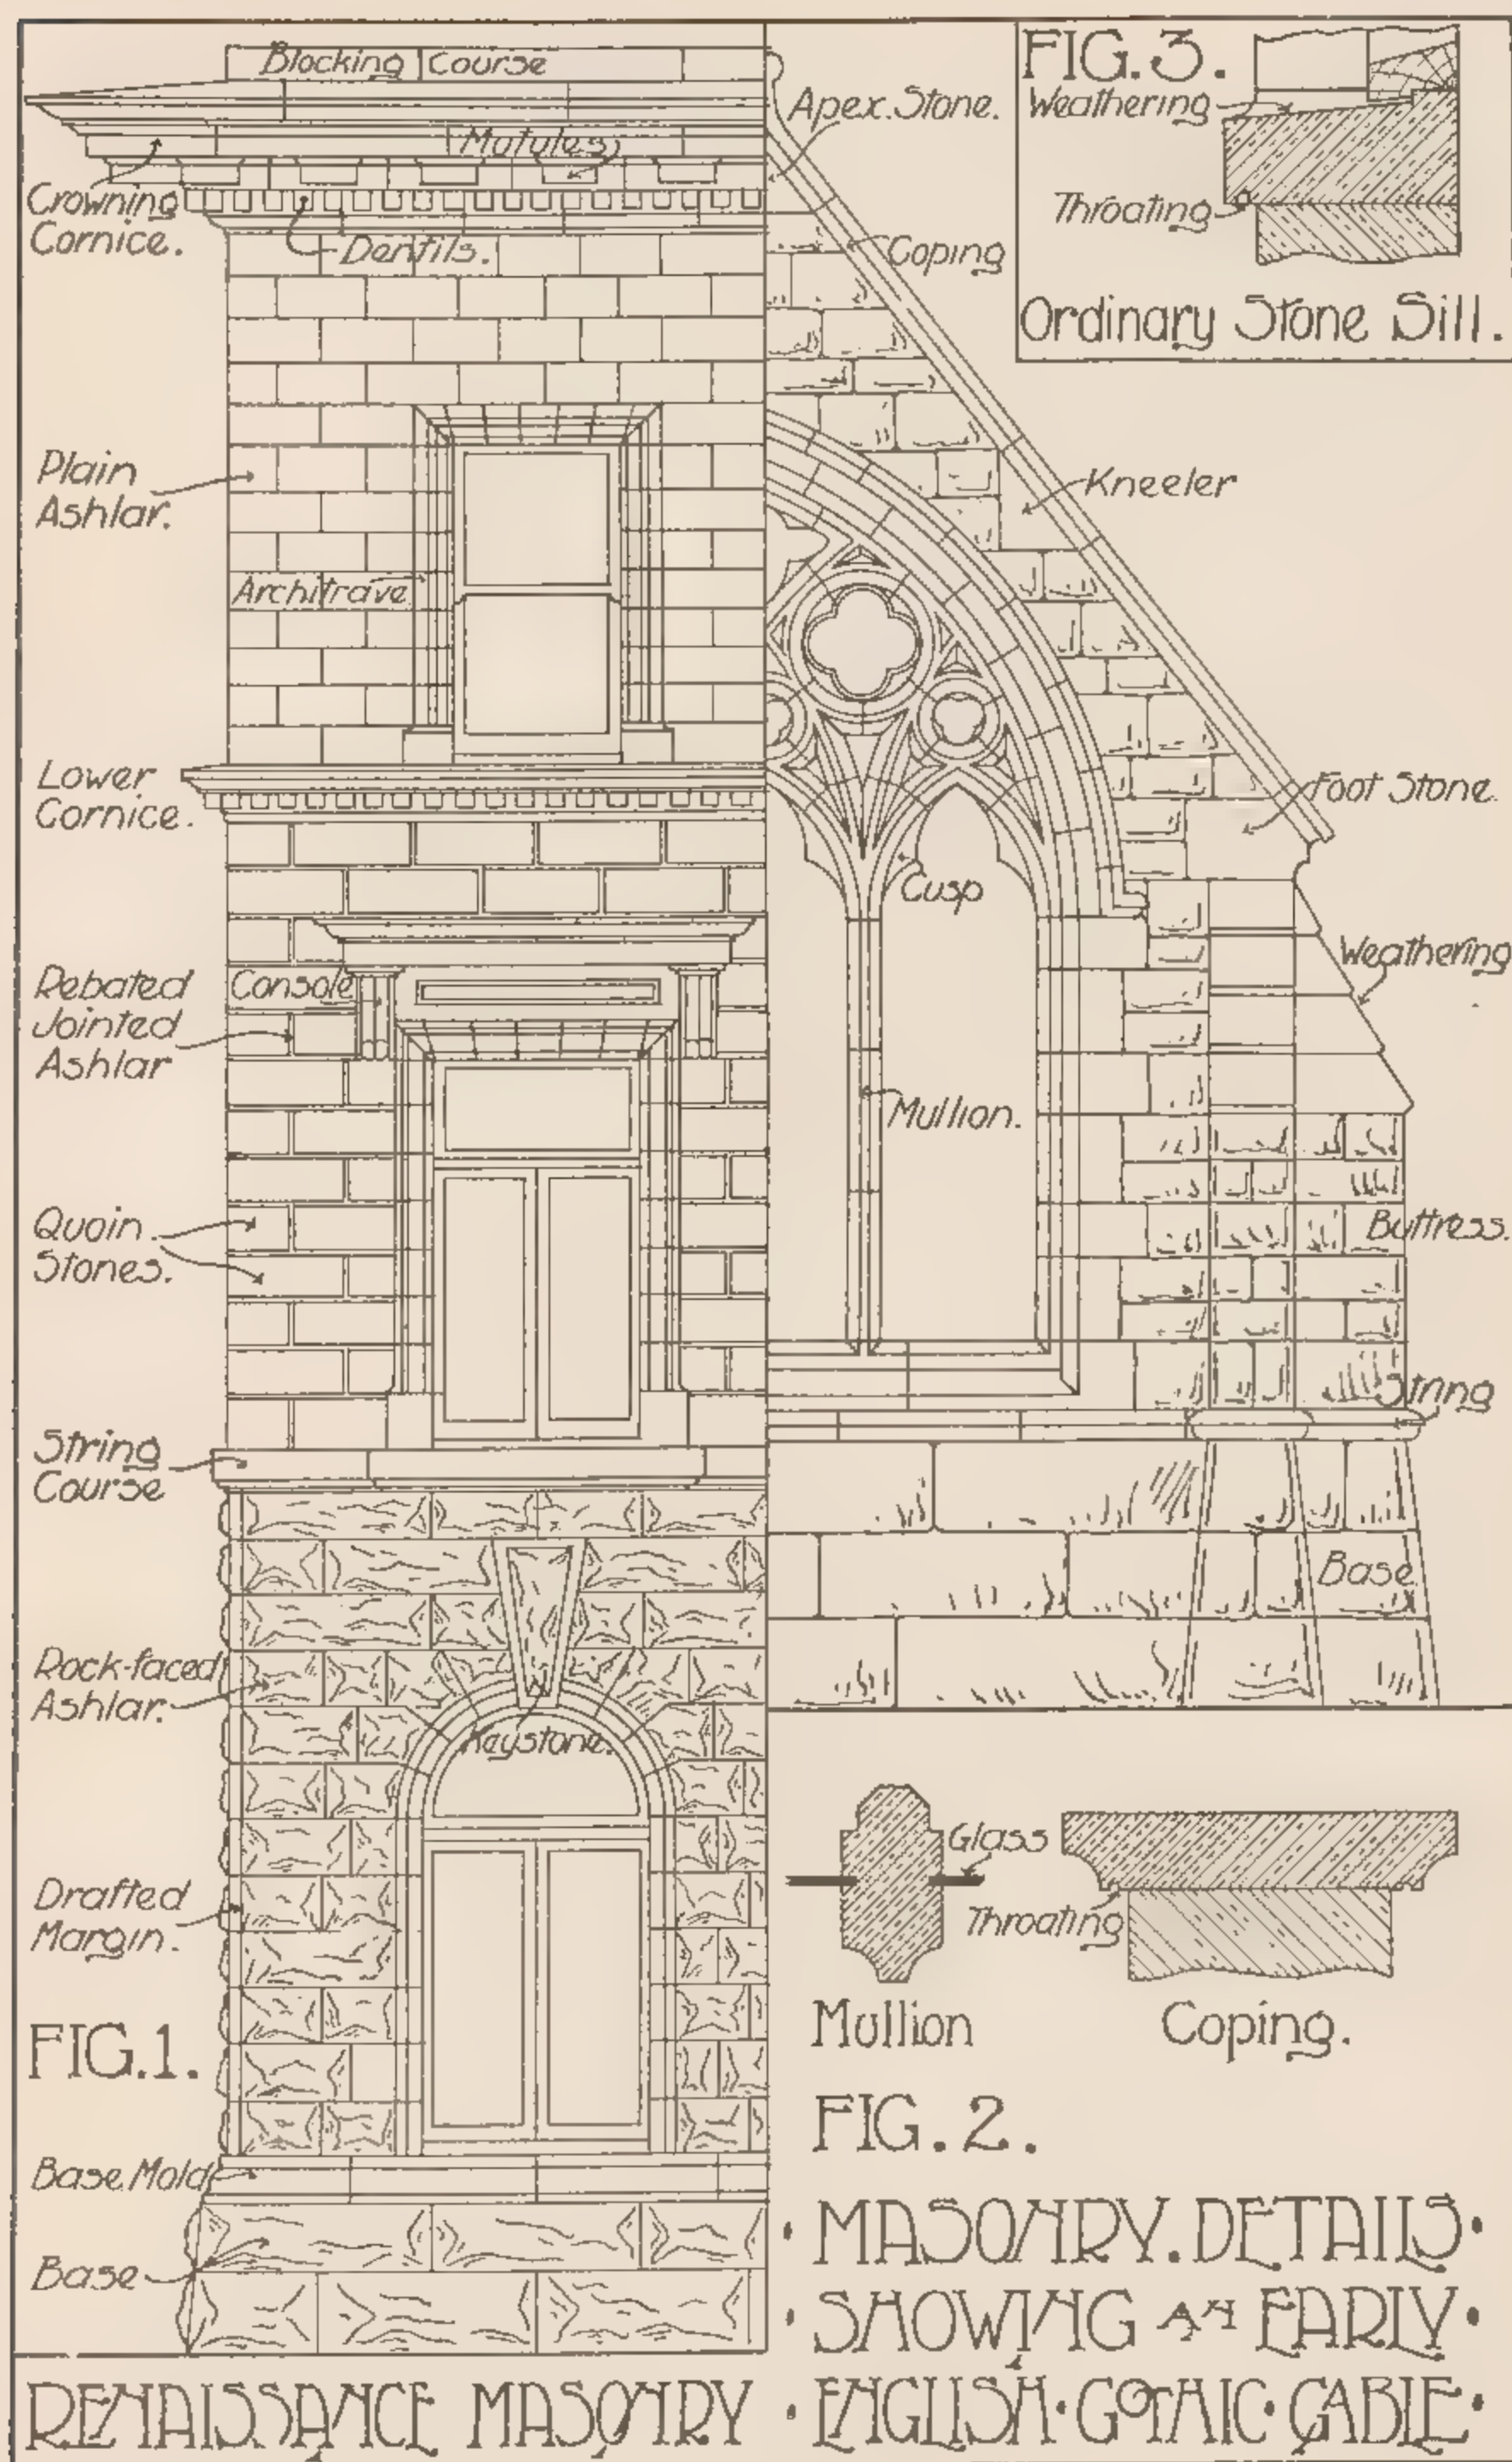 Blocking Course
Mutules
Crowning
Cornice.
Dentils.
Plain
Ashlar.
Architrave
Lower
Cornice.
Console
Rebated
Jointed
Ashlar
Quoin
Stones.
String
Course
Rock-faced
Ashlar.
Keystone.
Drafted
Margin.
FIG.1.
Base Mold
Base
RENAISSANCE MASONRY
Apex. Stone.
Coping
Kneeler
Foot Stone.
Cusp
Weathering
Mullion.
Buttress.
String
Base
FIG.3.
Weathering
Throating
Ordinary Stone Sill.
Glass
Throating
Mullion
Coping.
FIG. 2.
· MASONRY. DETAILS ·
· SHOWING AN EARLY ·
· ENGLISH · GOTHIC · GABLE ·